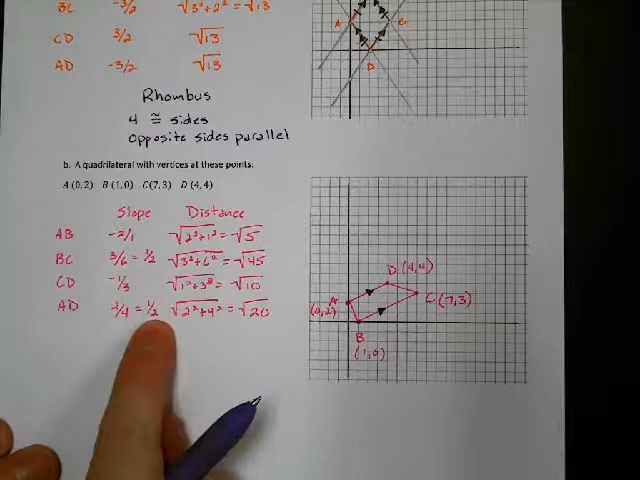 BC -3/2 √3²+2² = √13
CD 3/2 √13
AD -3/2 √13
A C
D
Rhombus
4 ≅ sides
opposite sides parallel
b. A quadrilateral with vertices at these points:
A (0,2) B (1,0) C(7,3) D (4,4)
Slope Distance
AB -2/1 √2²+1² = √5
BC 3/6 = 1/2 √3²+6² = √45
CD -1/3 √1²+3² = √10
AD 2/4 = 1/2 √2²+4² = √20
D (4,4)
A
C (7,3)
(0,2)
B
(1,0)